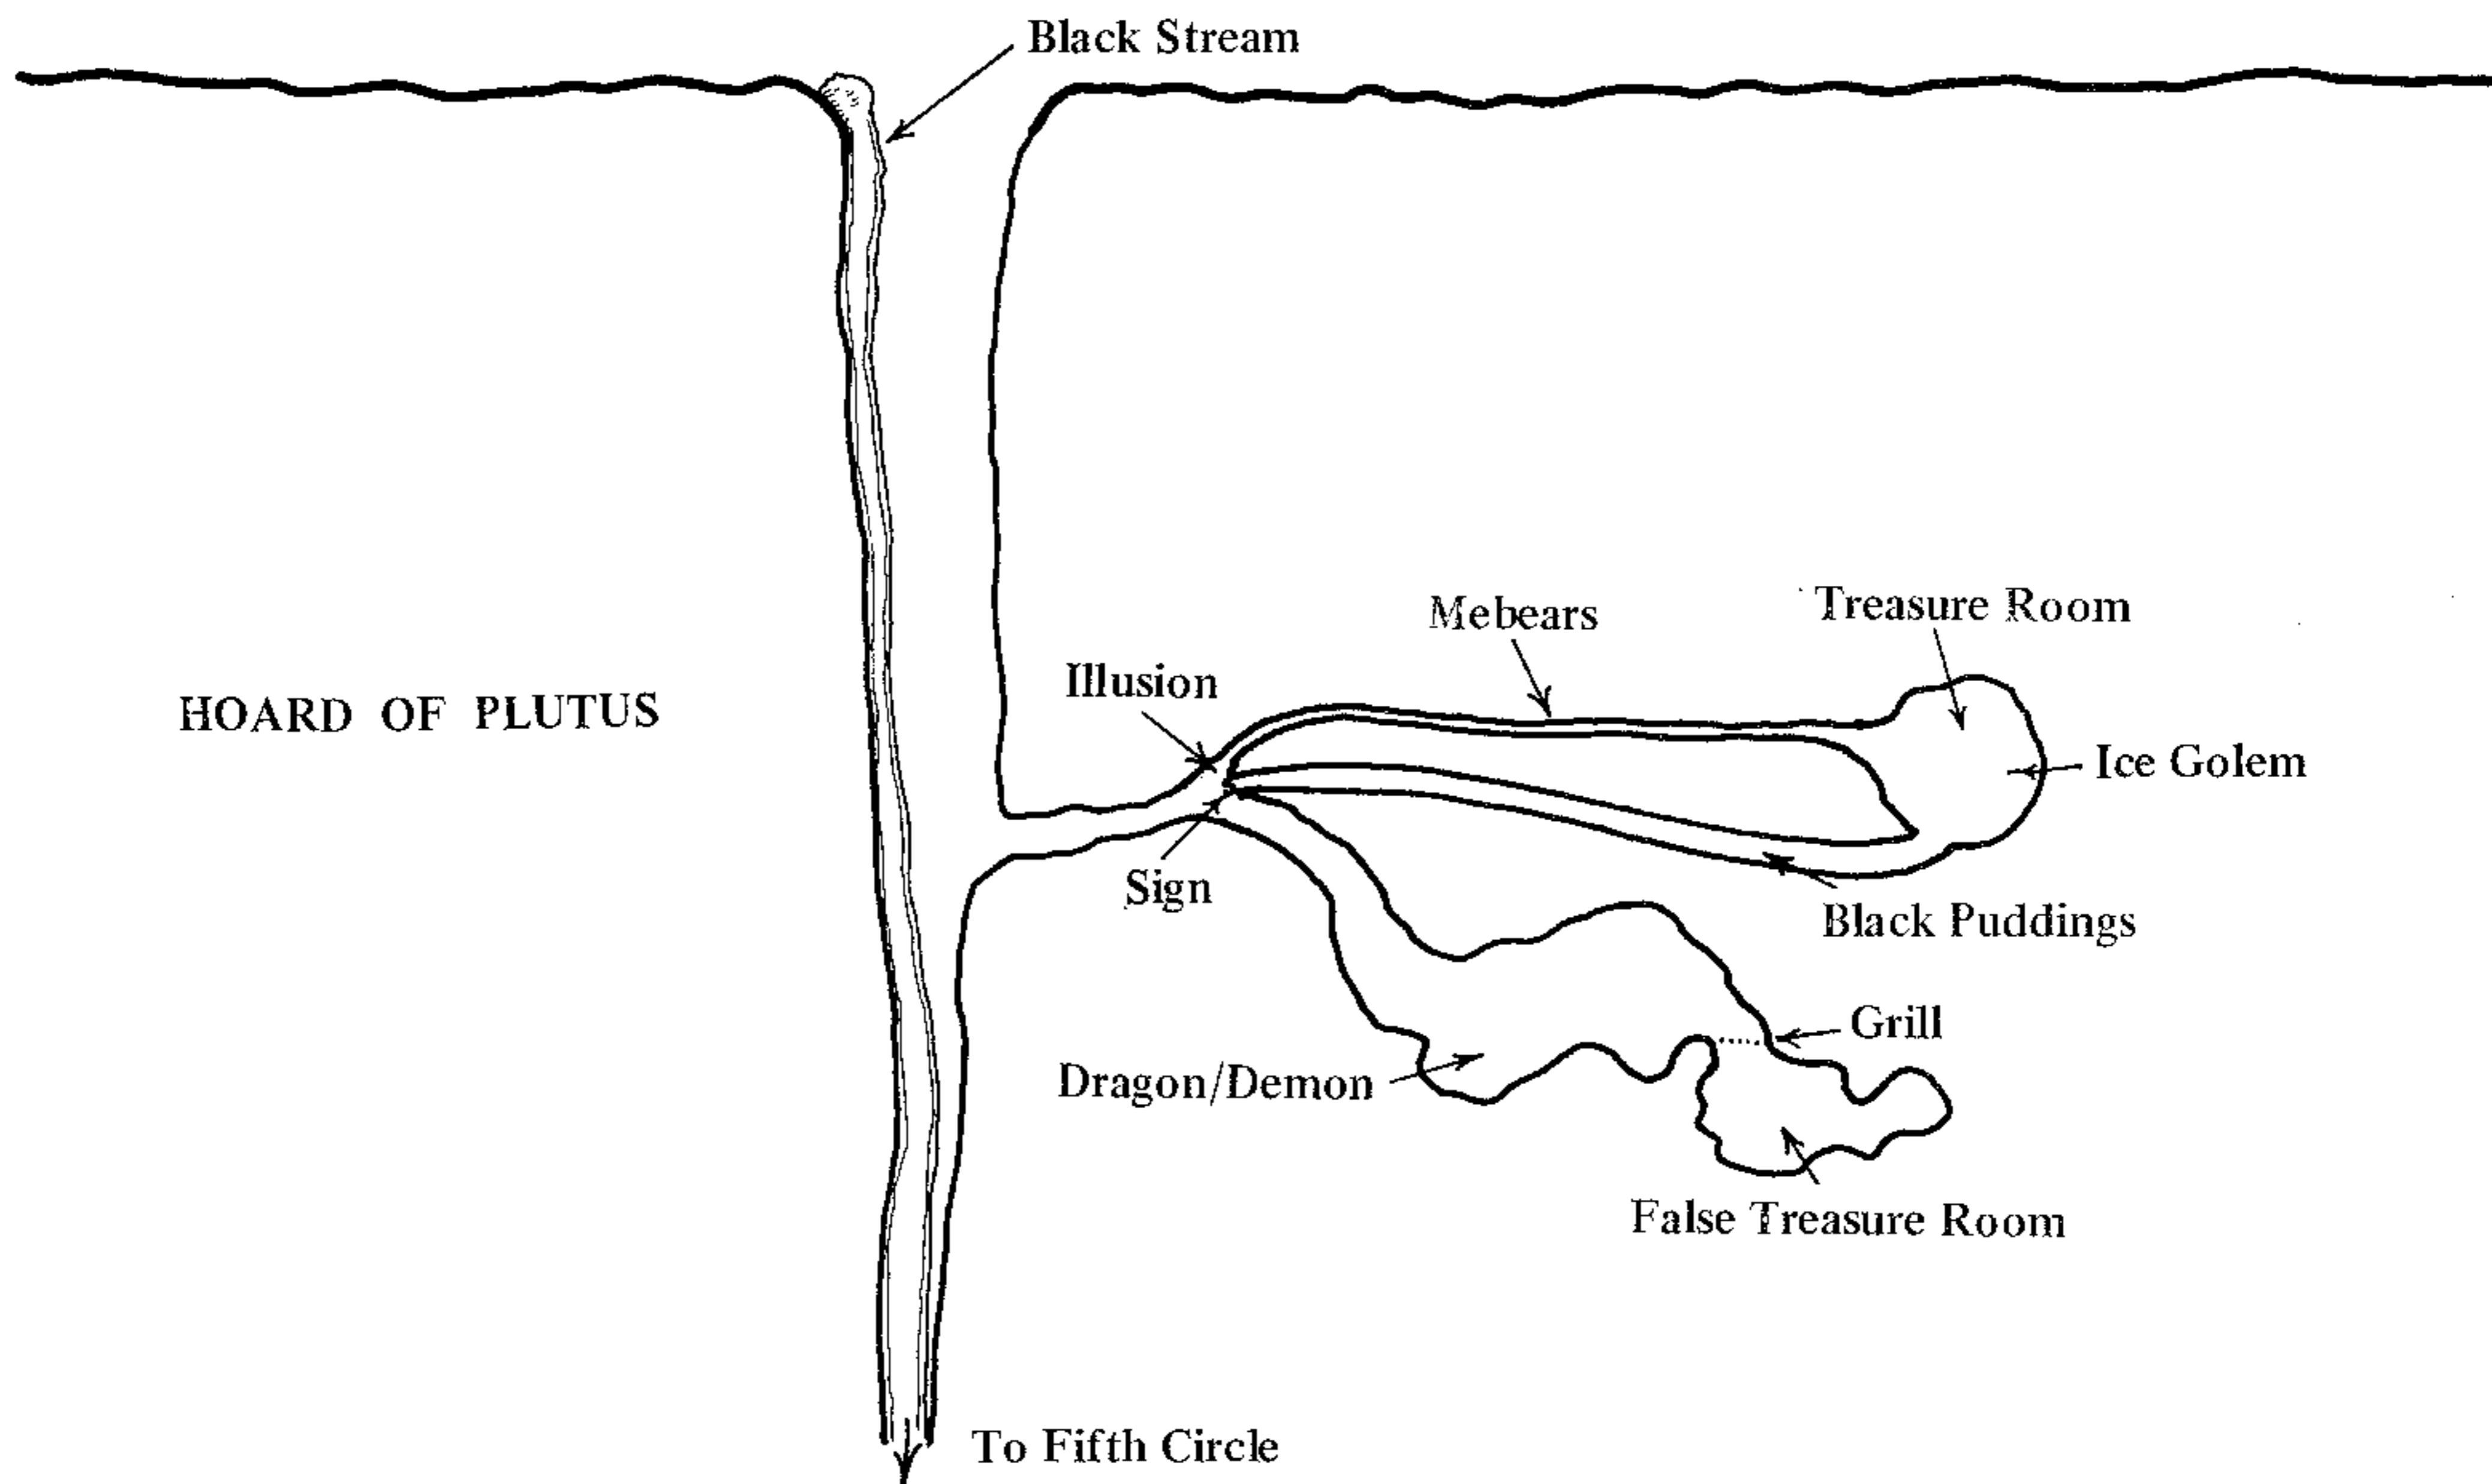 Black Stream
Mebears
Treasure Room
Illusion
HOARD OF PLUTUS
Ice Golem
Sign
Black Puddings
Grill
Dragon/Demon
False Treasure Room
To Fifth Circle